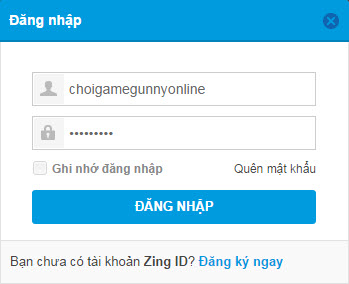 Đăng nhập
choigamegunnyonline
•••••••••
Ghi nhớ đăng nhập
Quên mật khẩu
ĐĂNG NHẬP
Bạn chưa có tài khoản Zing ID? Đăng ký ngay